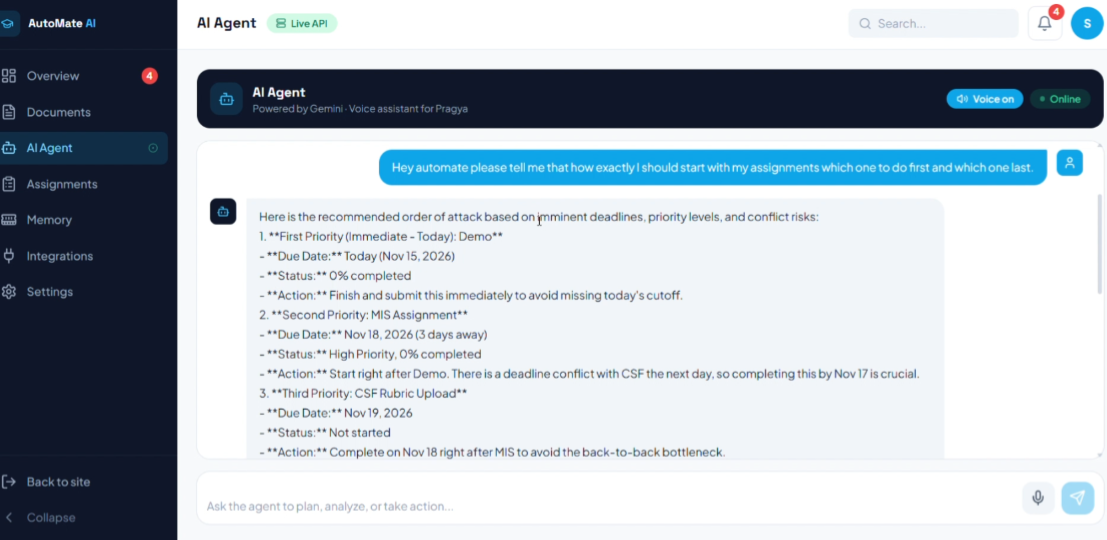 AutoMate AI
AI Agent
Live API
Search...
4
S
Overview
4
Documents
AI Agent
Assignments
Memory
Integrations
Settings
Back to site
Collapse
AI Agent
Powered by Gemini · Voice assistant for Pragya
Voice on
Online
Hey automate please tell me that how exactly I should start with my assignments which one to do first and which one last.
Here is the recommended order of attack based on imminent deadlines, priority levels, and conflict risks:
1. **First Priority (Immediate - Today): Demo**
- **Due Date:** Today (Nov 15, 2026)
- **Status:** 0% completed
- **Action:** Finish and submit this immediately to avoid missing today's cutoff.
2. **Second Priority: MIS Assignment**
- **Due Date:** Nov 18, 2026 (3 days away)
- **Status:** High Priority, 0% completed
- **Action:** Start right after Demo. There is a deadline conflict with CSF the next day, so completing this by Nov 17 is crucial.
3. **Third Priority: CSF Rubric Upload**
- **Due Date:** Nov 19, 2026
- **Status:** Not started
- **Action:** Complete on Nov 18 right after MIS to avoid the back-to-back bottleneck.
Ask the agent to plan, analyze, or take action...